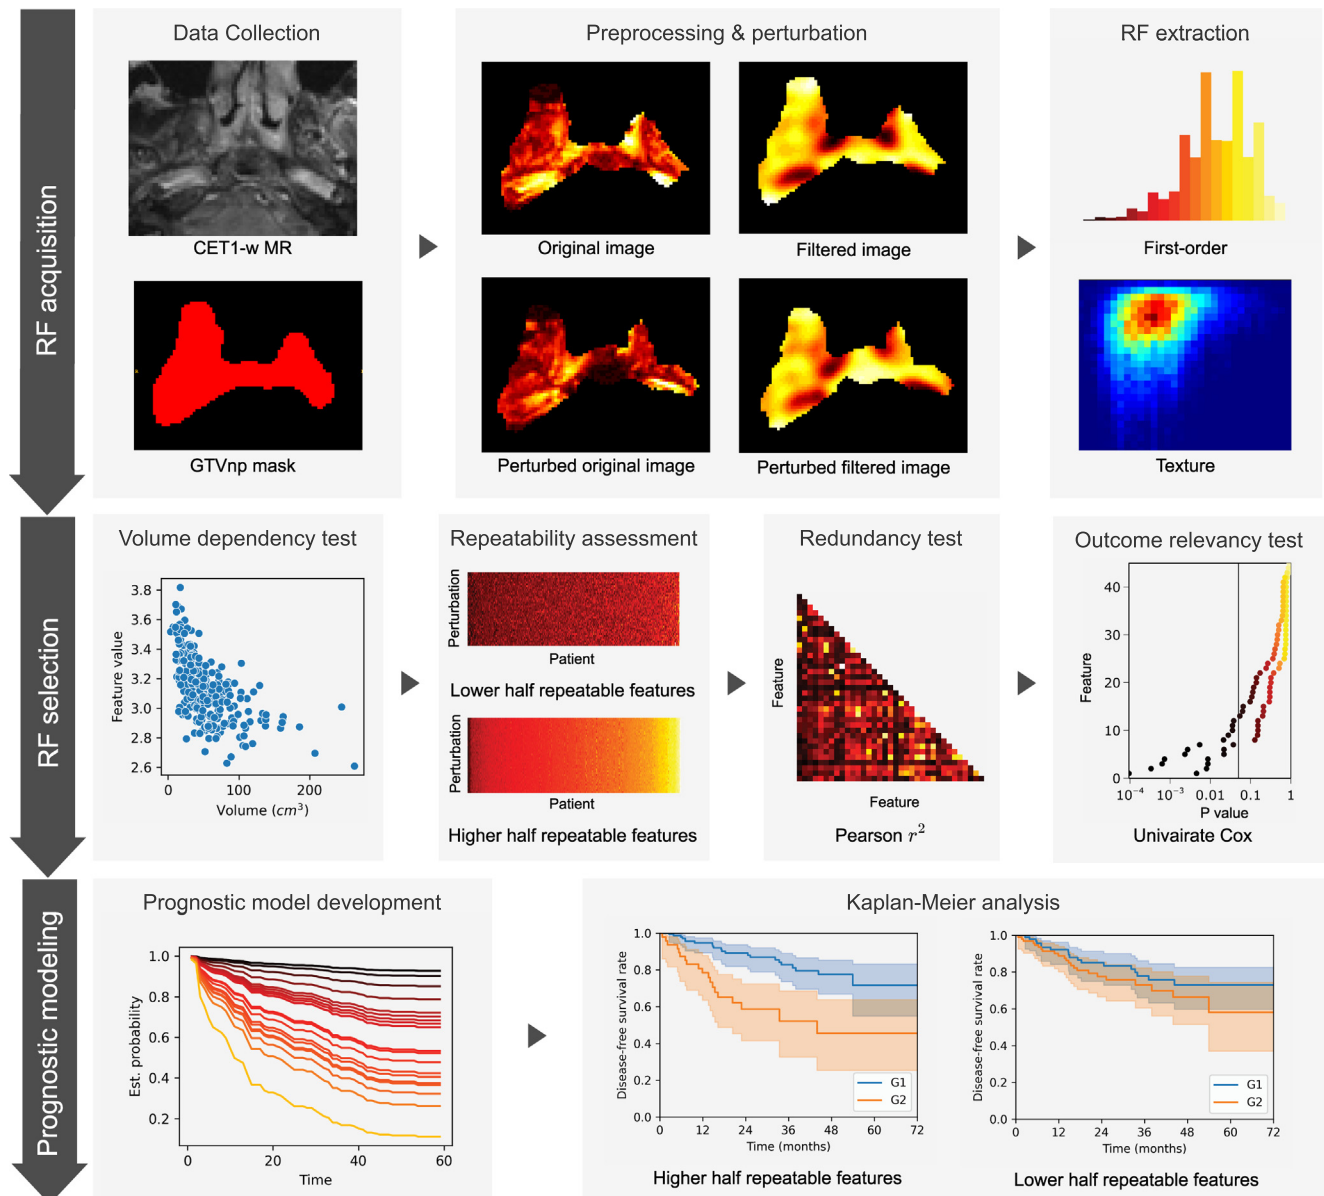 RF acquisition
Data Collection
CET1-w MR
GTVnp mask
Preprocessing & perturbation
Original image
Filtered image
Perturbed original image
Perturbed filtered image
RF extraction
First-order
Texture
RF selection
Volume dependency test
Feature value
3.8
3.6
3.4
3.2
3.0
2.8
2.6
0
100
200
Volume (cm³)
Repeatability assessment
Perturbation
Patient
Lower half repeatable features
Perturbation
Patient
Higher half repeatable features
Redundancy test
Feature
Feature
Pearson r²
Outcome relevancy test
Feature
40
30
20
10
0
10⁻⁴
10⁻³
0.01
0.1
1
P value
Univairate Cox
Prognostic modeling
Prognostic model development
Est. probability
1.0
0.8
0.6
0.4
0.2
0
20
40
60
Time
Kaplan-Meier analysis
Disease-free survival rate
1.0
0.8
0.6
0.4
0.2
0.0
G1
G2
0
12
24
36
48
60
72
Time (months)
Higher half repeatable features
Disease-free survival rate
1.0
0.8
0.6
0.4
0.2
0.0
G1
G2
0
12
24
36
48
60
72
Time (months)
Lower half repeatable features